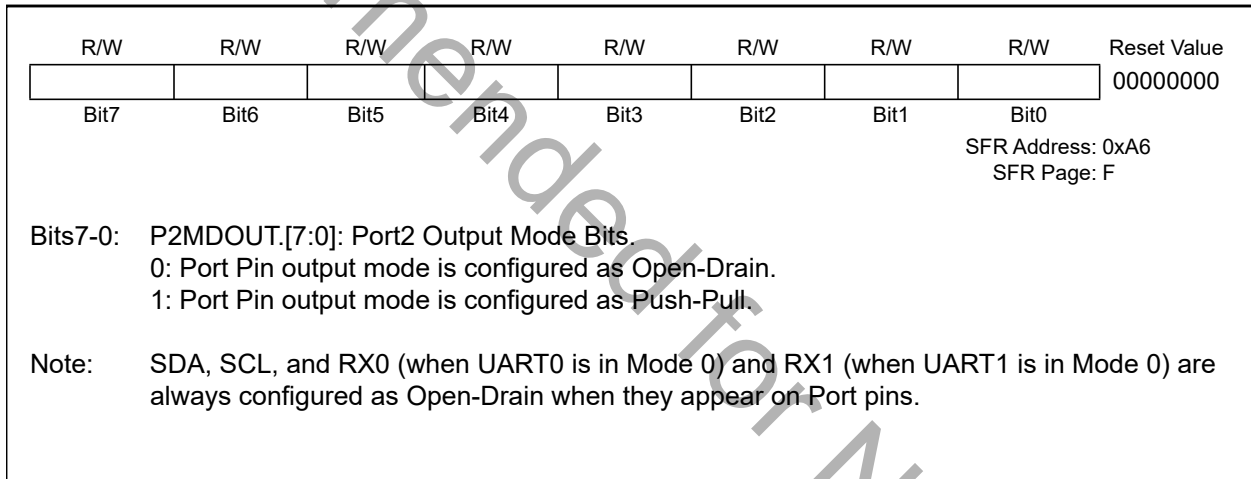 R/W R/W R/W R/W R/W R/W R/W R/W Reset Value
00000000
Bit7 Bit6 Bit5 Bit4 Bit3 Bit2 Bit1 Bit0
SFR Address: 0xA6
SFR Page: F
Bits7-0: P2MDOUT.[7:0]: Port2 Output Mode Bits.
0: Port Pin output mode is configured as Open-Drain.
1: Port Pin output mode is configured as Push-Pull.
Note: SDA, SCL, and RX0 (when UART0 is in Mode 0) and RX1 (when UART1 is in Mode 0) are
always configured as Open-Drain when they appear on Port pins.
mended for N